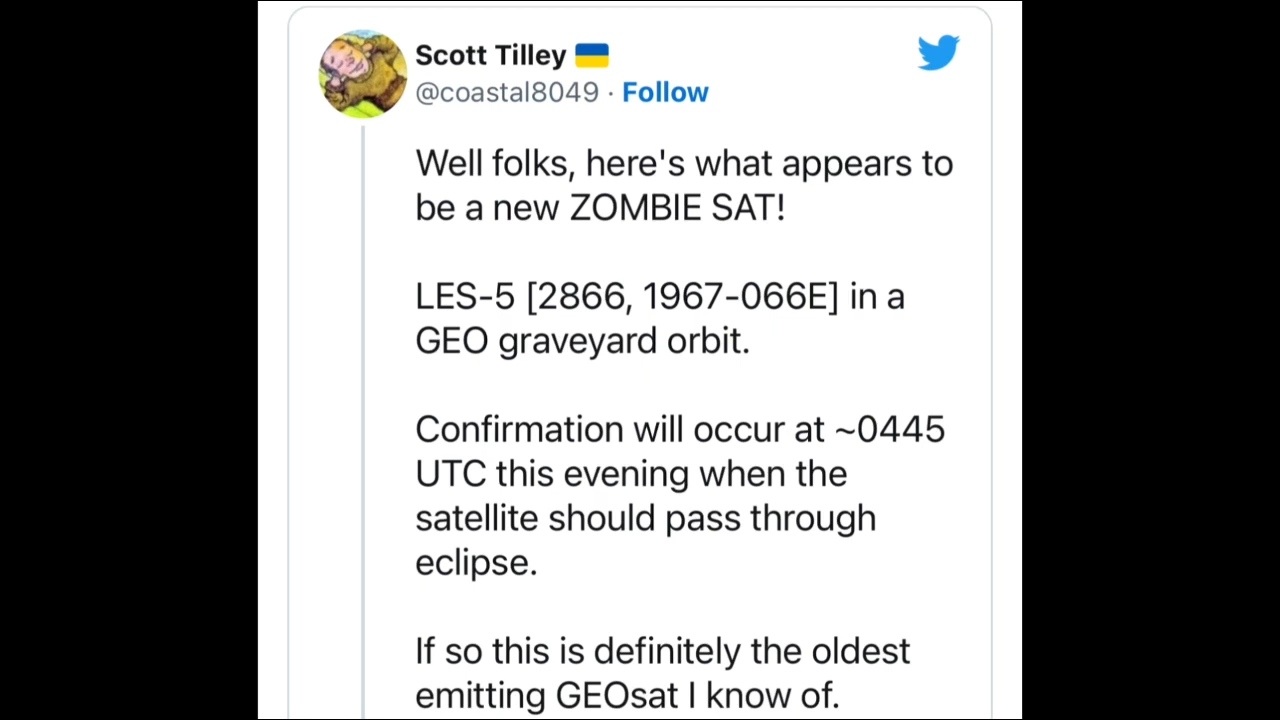 Scott Tilley 🇺🇦
@coastal8049 · Follow
Well folks, here's what appears to
be a new ZOMBIE SAT!
LES-5 [2866, 1967-066E] in a
GEO graveyard orbit.
Confirmation will occur at ~0445
UTC this evening when the
satellite should pass through
eclipse.
If so this is definitely the oldest
emitting GEOsat I know of.